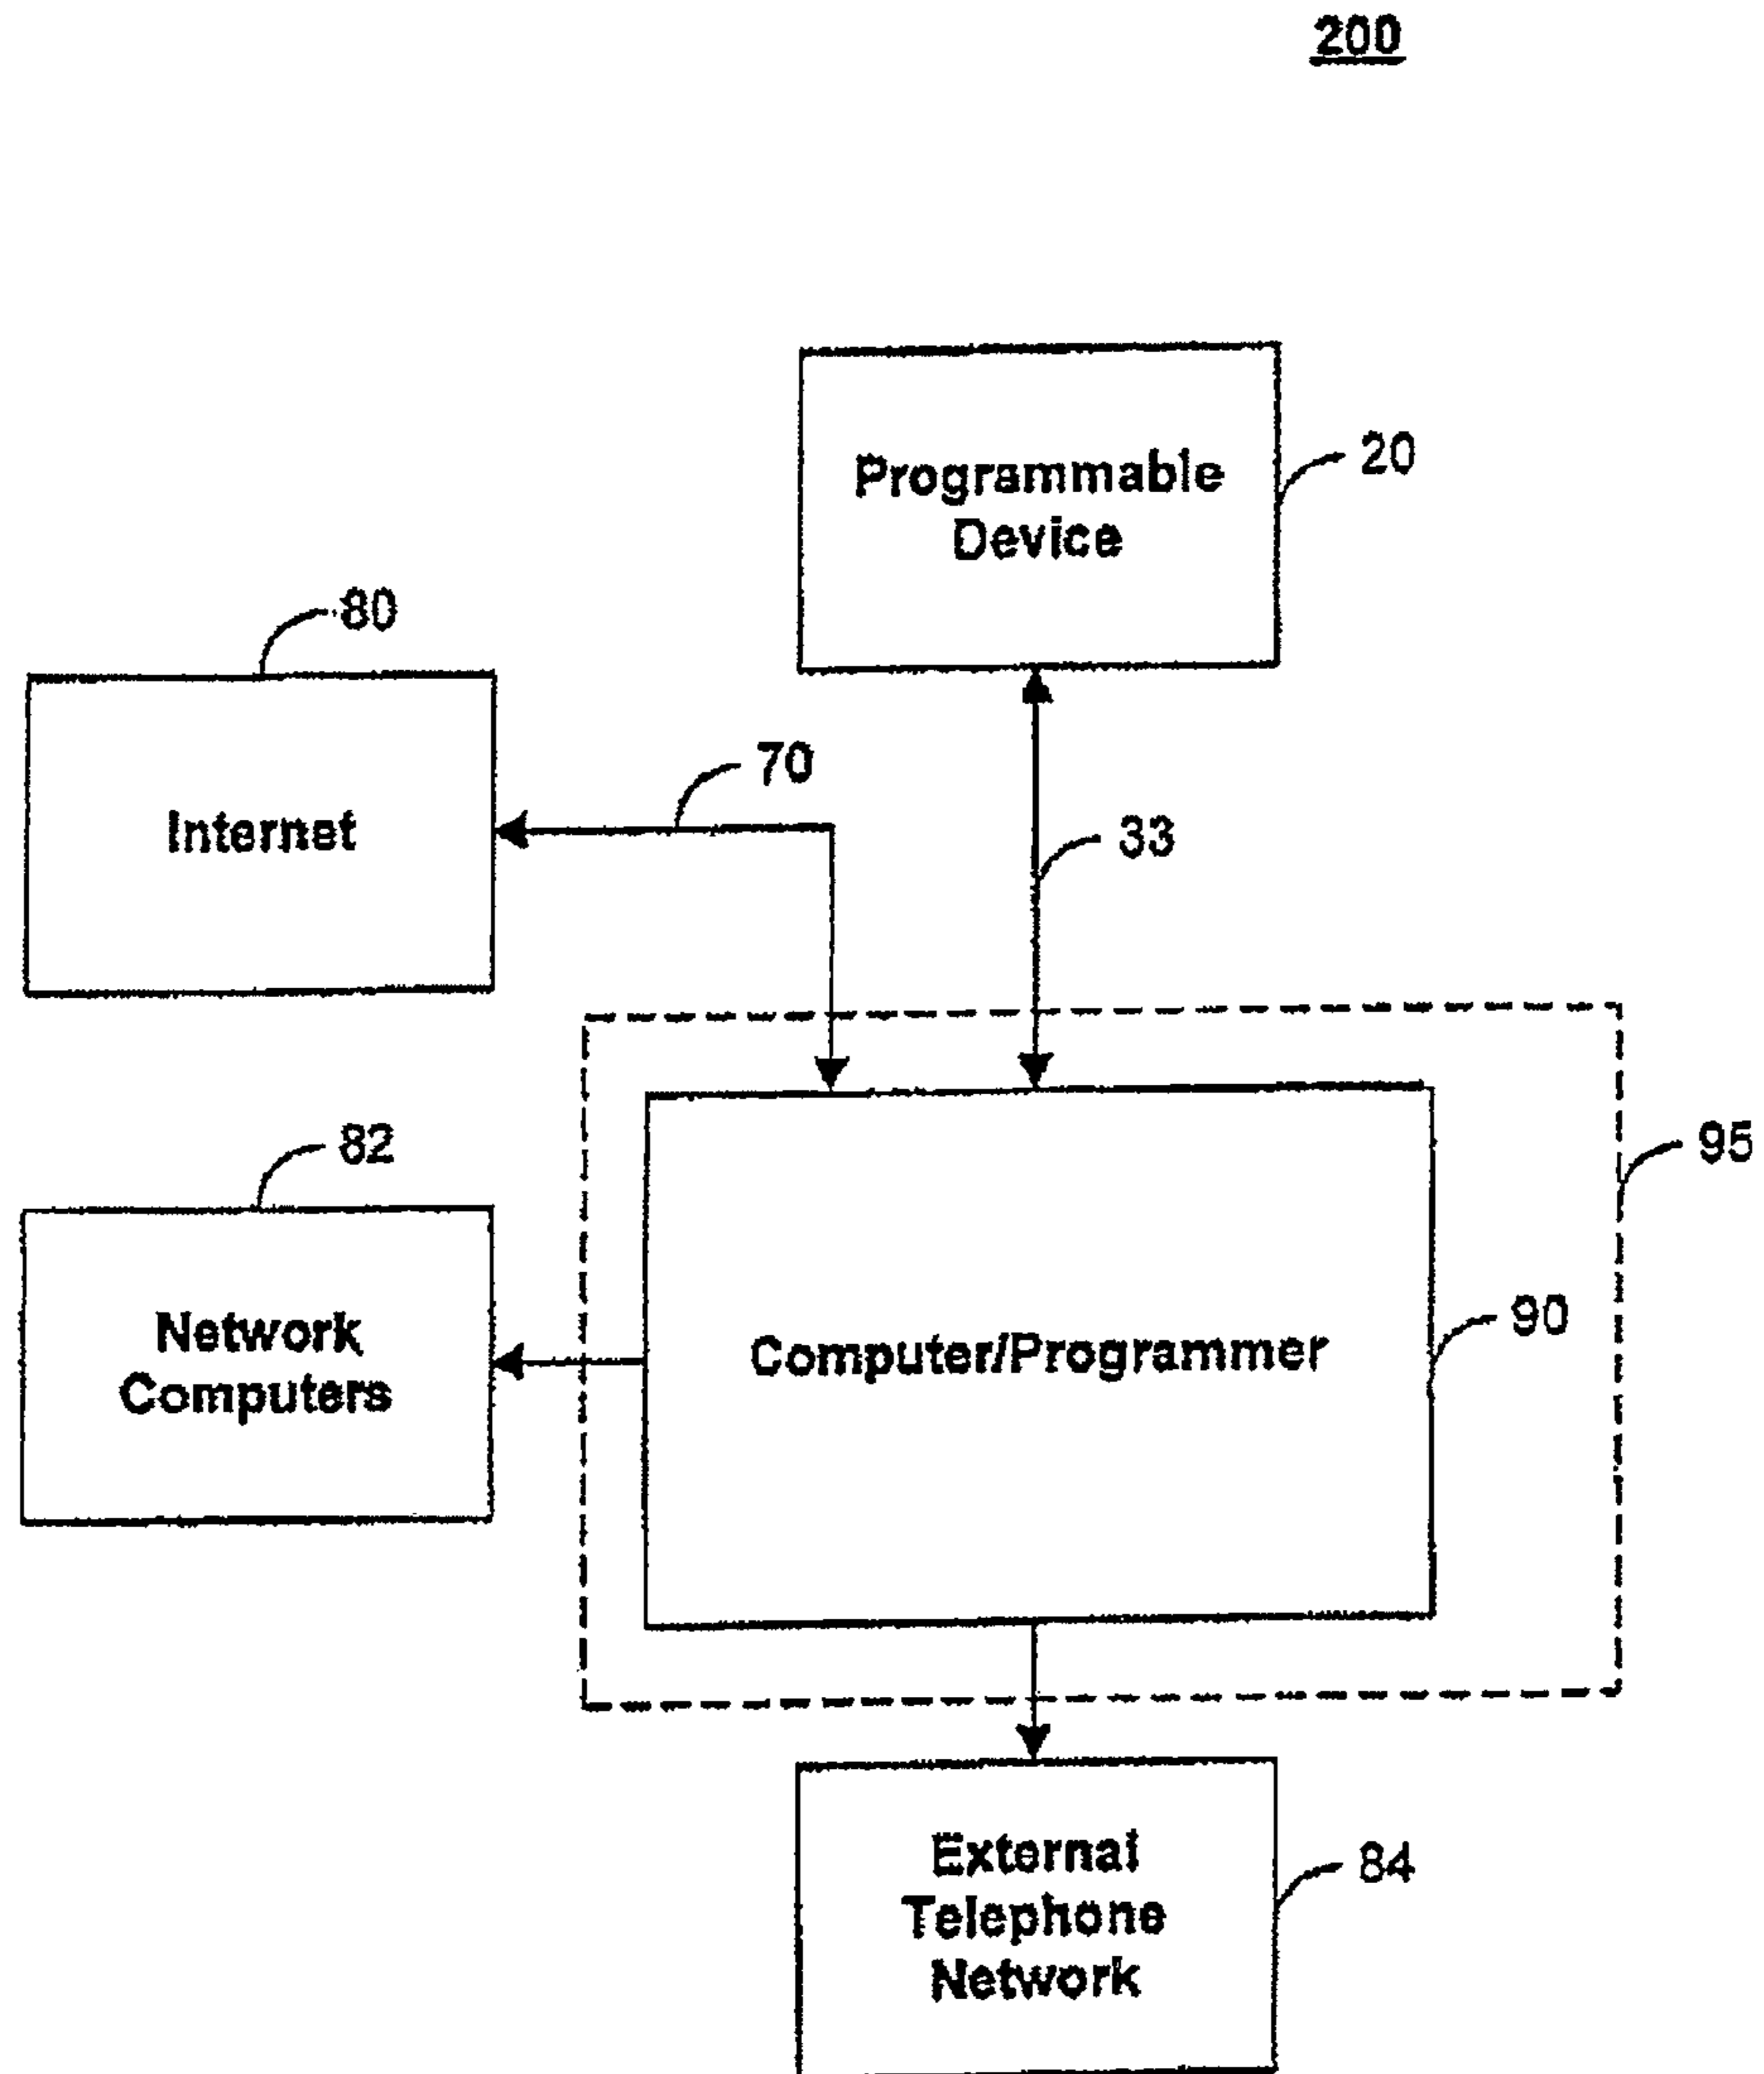 200
Programmable
Device
20
80
Internet
70
33
82
Network
Computers
95
Computer/Programmer
90
External
Telephone
Network
84